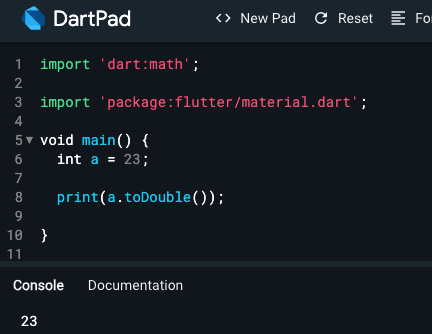 DartPad <> New Pad Reset Fo
1 import 'dart:math';
2
3 import 'package:flutter/material.dart';
4
5 void main() {
6 int a = 23;
7
8 print(a.toDouble());
9
10 }
11
Console Documentation
23